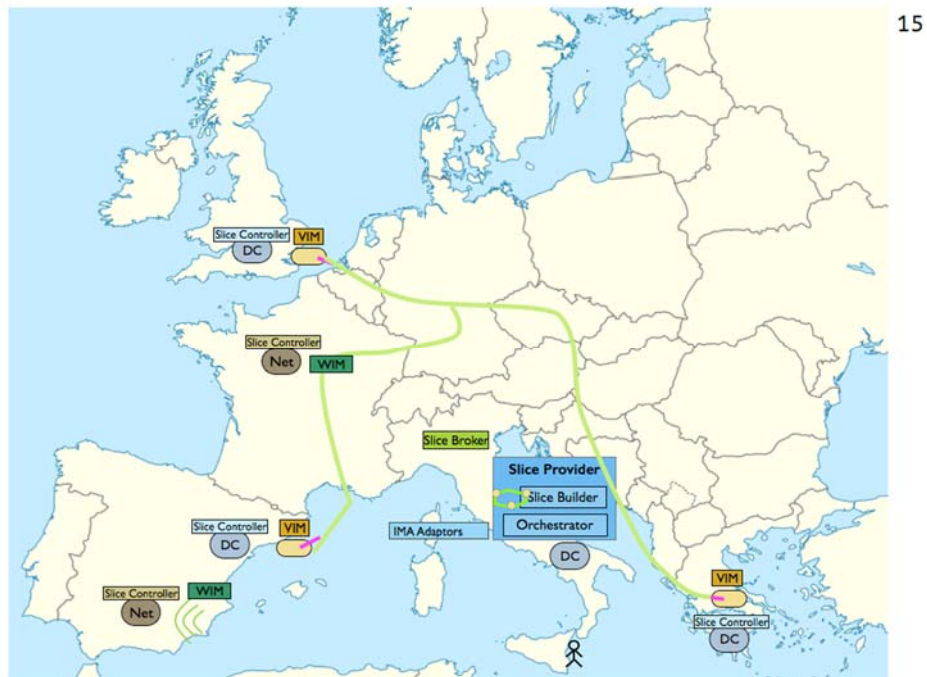 15
Slice Controller
VIM
DC
Slice Controller
Net
WIM
Slice Broker
Slice Provider
Slice Builder
Orchestrator
IMA Adaptors
DC
Slice Controller
VIM
DC
Slice Controller
WIM
Net
VIM
Slice Controller
DC